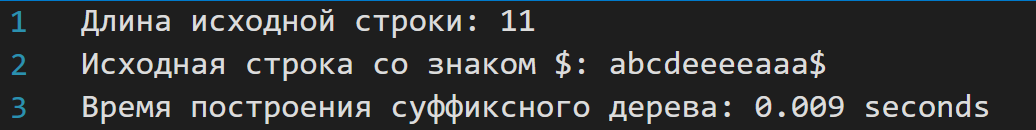 1 Длина исходной строки: 11
2 Исходная строка со знаком $: abcdeeeeaaa$
3 Время построения суффиксного дерева: 0.009 seconds